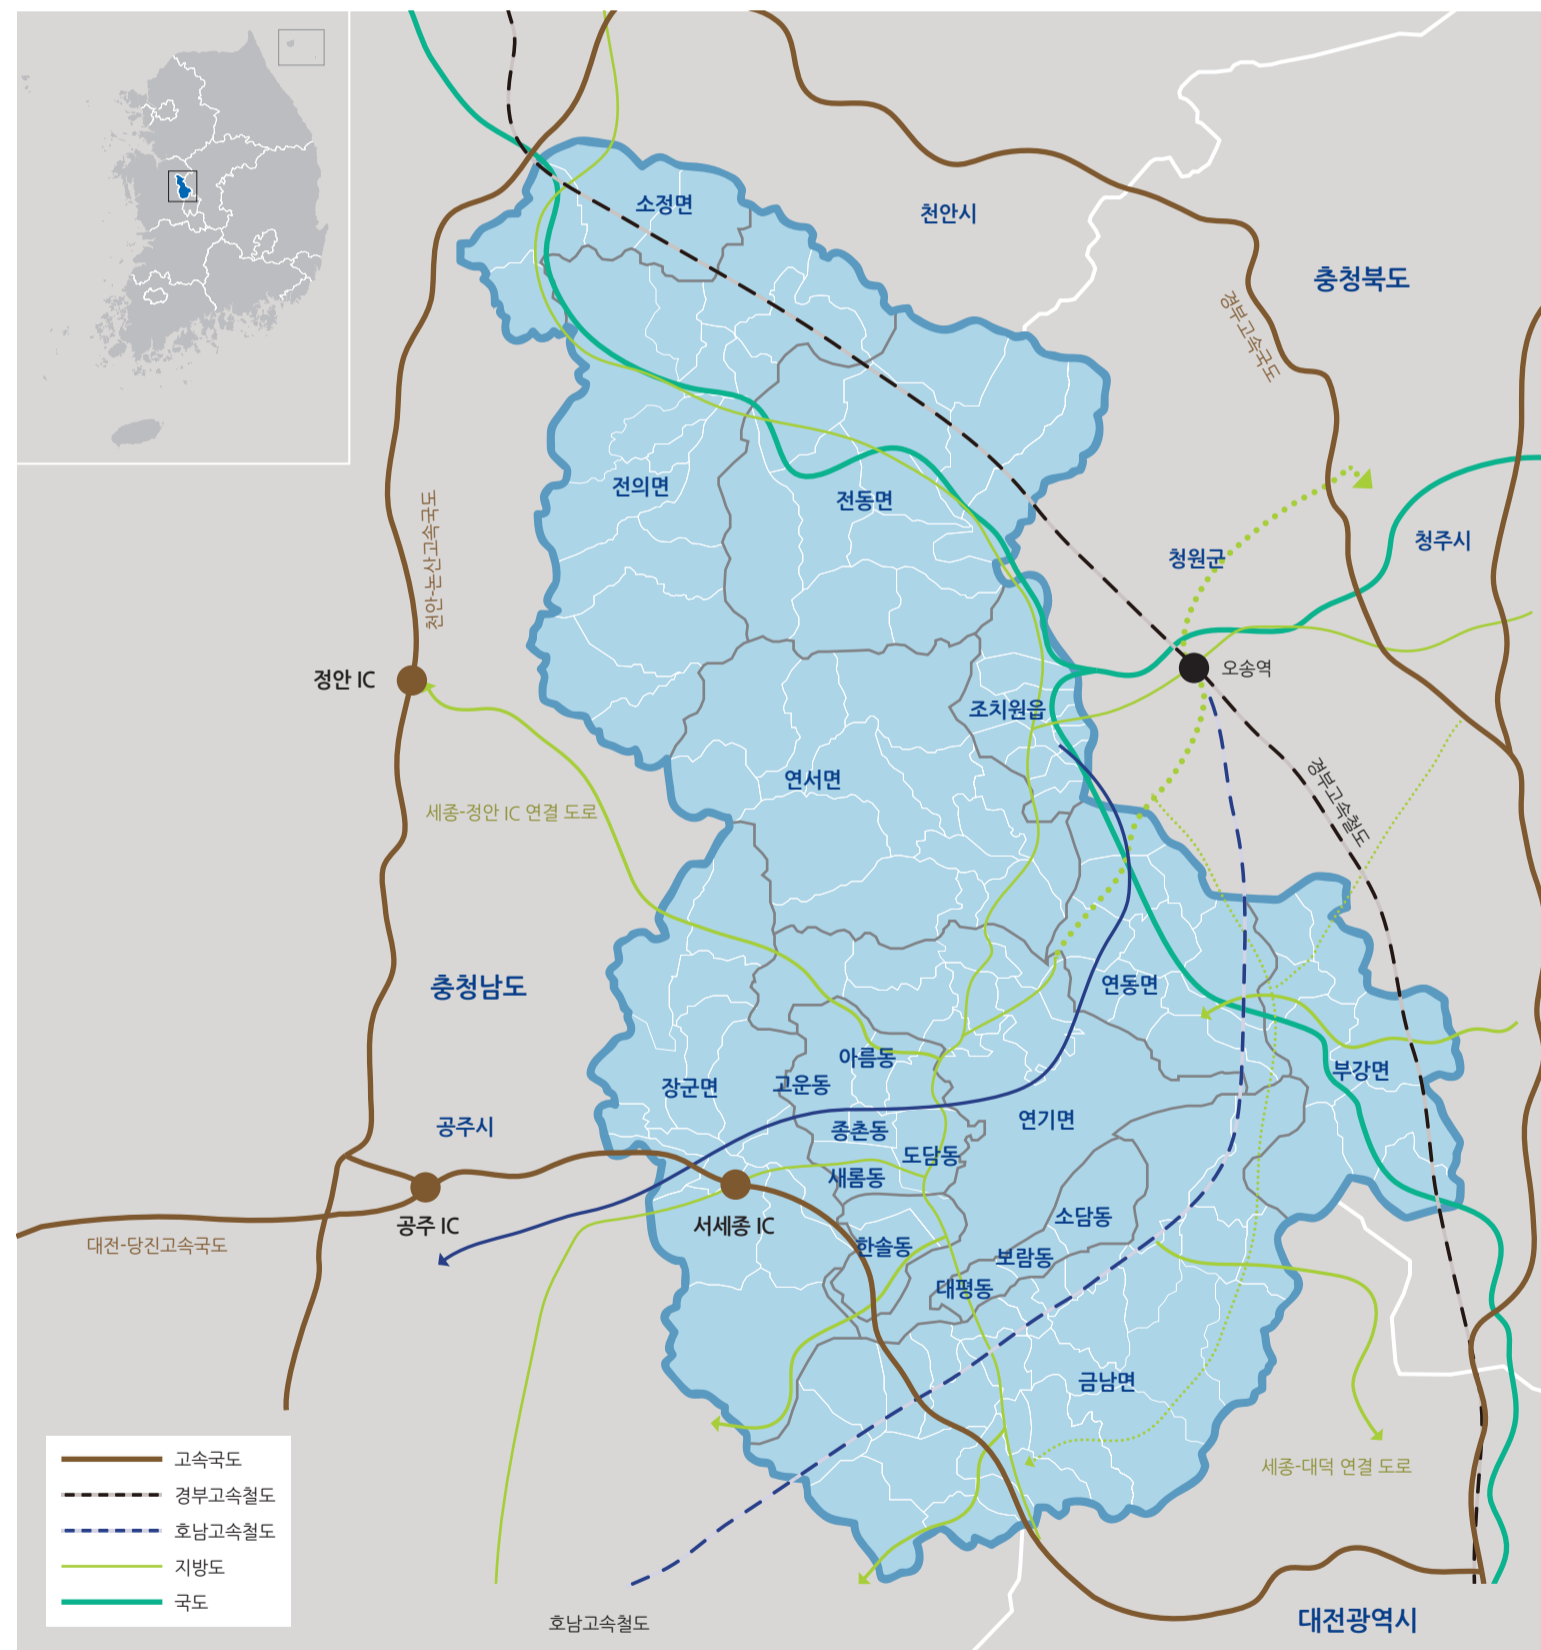 소정면
천안시
충청북도
경부고속국도
전의면
전동면
천안-논산고속국도
청원군
청주시
정안 IC
오송역
조치원읍
연서면
세종-정안 IC 연결 도로
경부고속철도
충청남도
연동면
아름동
고운동
장군면
부강면
연기면
공주시
종촌동
도담동
새롬동
공주 IC
서세종 IC
소담동
대전-당진고속국도
한솔동
보람동
대평동
금남면
세종-대덕 연결 도로
고속국도
경부고속철도
호남고속철도
지방도
국도
호남고속철도
대전광역시